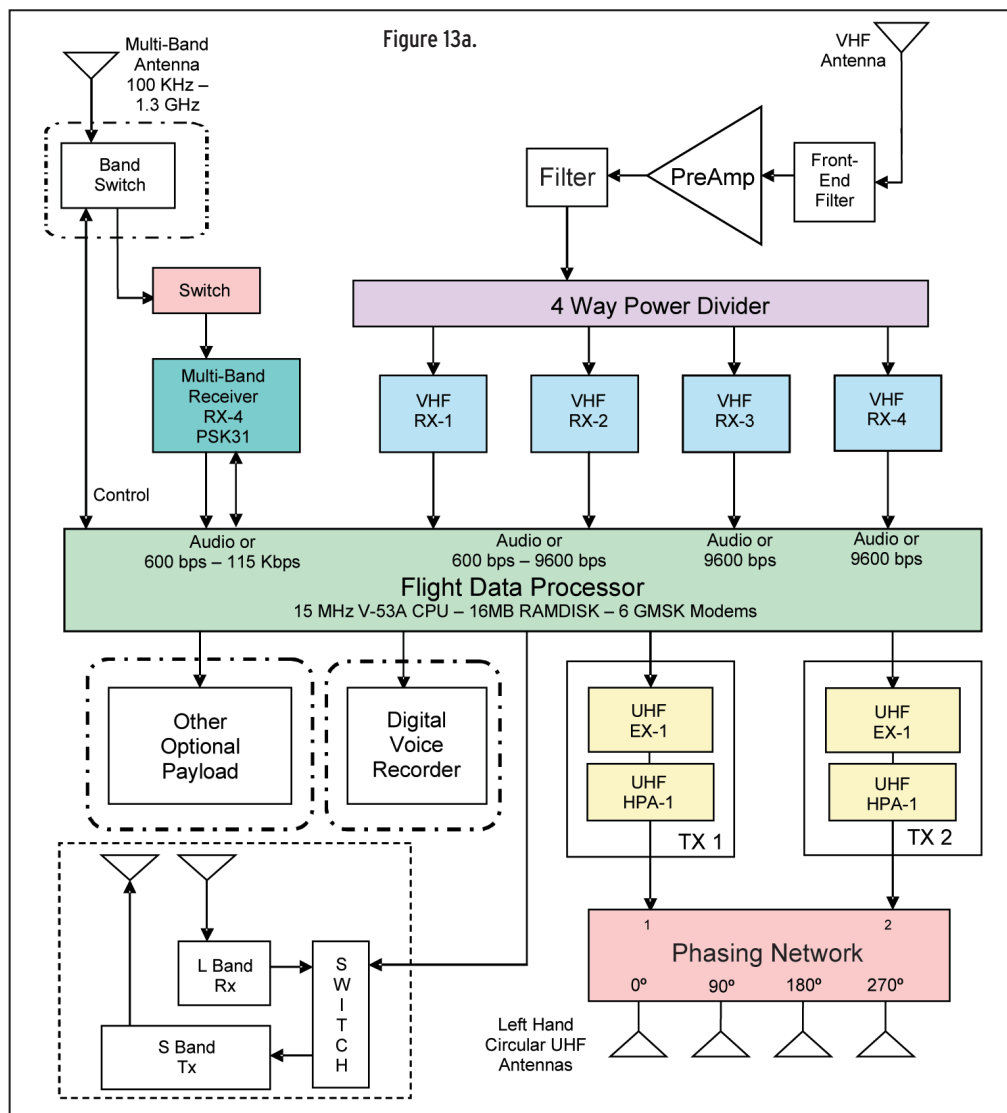 Figure 13a.
Multi-Band
Antenna
100 KHz –
1.3 GHz
VHF
Antenna
Band
Switch
Filter
PreAmp
Front-
End
Filter
Switch
4 Way Power Divider
Multi-Band
Receiver
RX-4
PSK31
VHF
RX-1
VHF
RX-2
VHF
RX-3
VHF
RX-4
Control
Audio or
600 bps – 115 Kbps
Audio or
600 bps – 9600 bps
Audio or
9600 bps
Audio or
9600 bps
Flight Data Processor
15 MHz V-53A CPU – 16MB RAMDISK – 6 GMSK Modems
Other
Optional
Payload
Digital
Voice
Recorder
UHF
EX-1
UHF
HPA-1
TX 1
UHF
EX-1
UHF
HPA-1
TX 2
L Band
Rx
S Band
Tx
S
W
I
T
C
H
1
2
Phasing Network
0º
90º
180º
270º
Left Hand
Circular UHF
Antennas